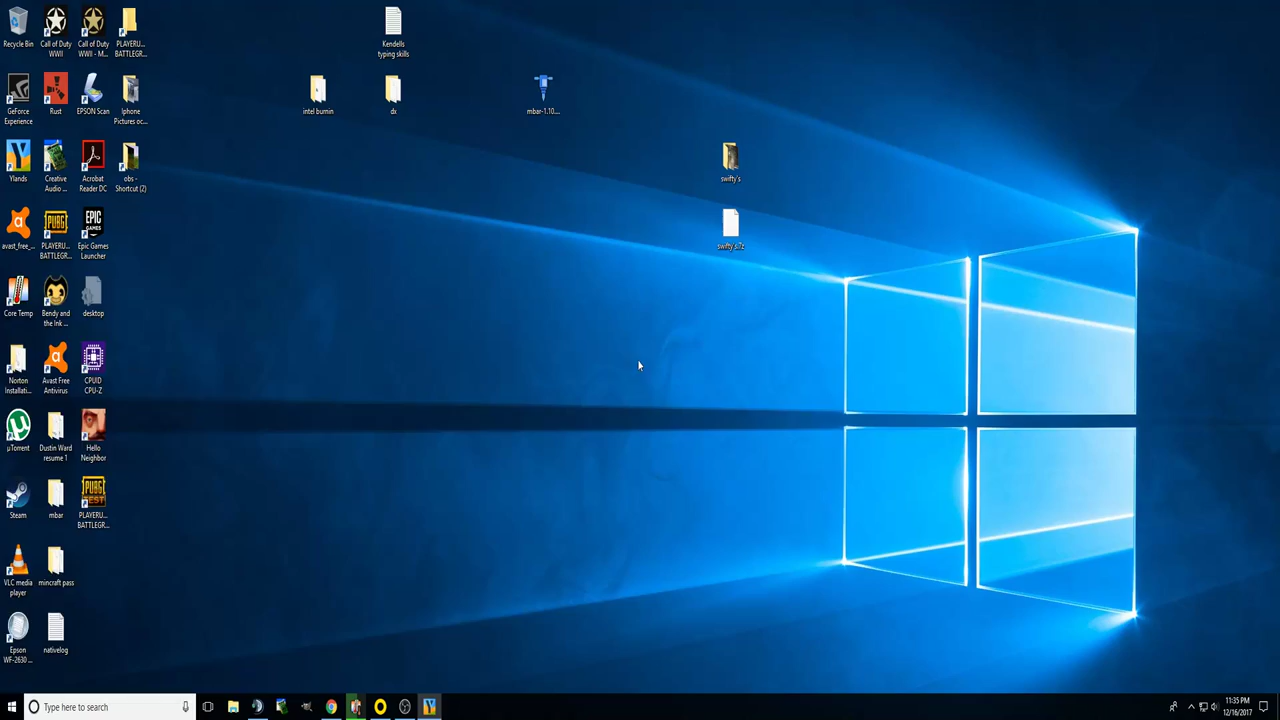 Recycle Bin
Call of Duty
WWII
Call of Duty
WWII - M...
PLAYERU...
BATTLEGR...
Kendells
typing skills
GeForce
Experience
Rust
EPSON Scan
Iphone
Pictures oc...
intel burnin
dx
mbar-1.10....
Ylands
Creative
Audio ...
Acrobat
Reader DC
obs -
Shortcut (2)
swifty's
avast_free_...
PLAYERU...
BATTLEGR...
Epic Games
Launcher
swifty.si7z
Core Temp
Bendy and
the Ink ...
desktop
Norton
Installati...
Avast Free
Antivirus
CPUID
CPU-Z
µTorrent
Dustin Ward
resume 1
Hello
Neighbor
Steam
mbar
PLAYERU...
BATTLEGR...
VLC media
player
mincraft pass
Epson
WF-2630 ...
nativelog
Type here to search
11:35 PM
12/16/2017